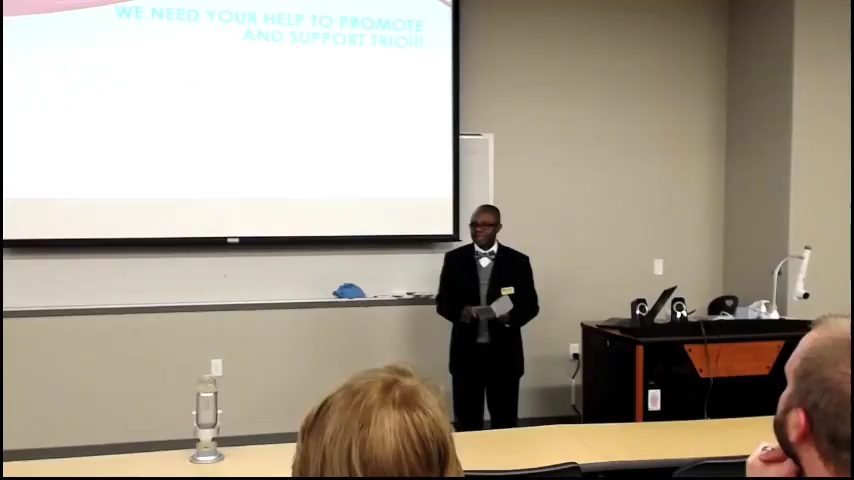 WE NEED YOUR HELP TO PROMOTE
AND SUPPORT TRIO!!!